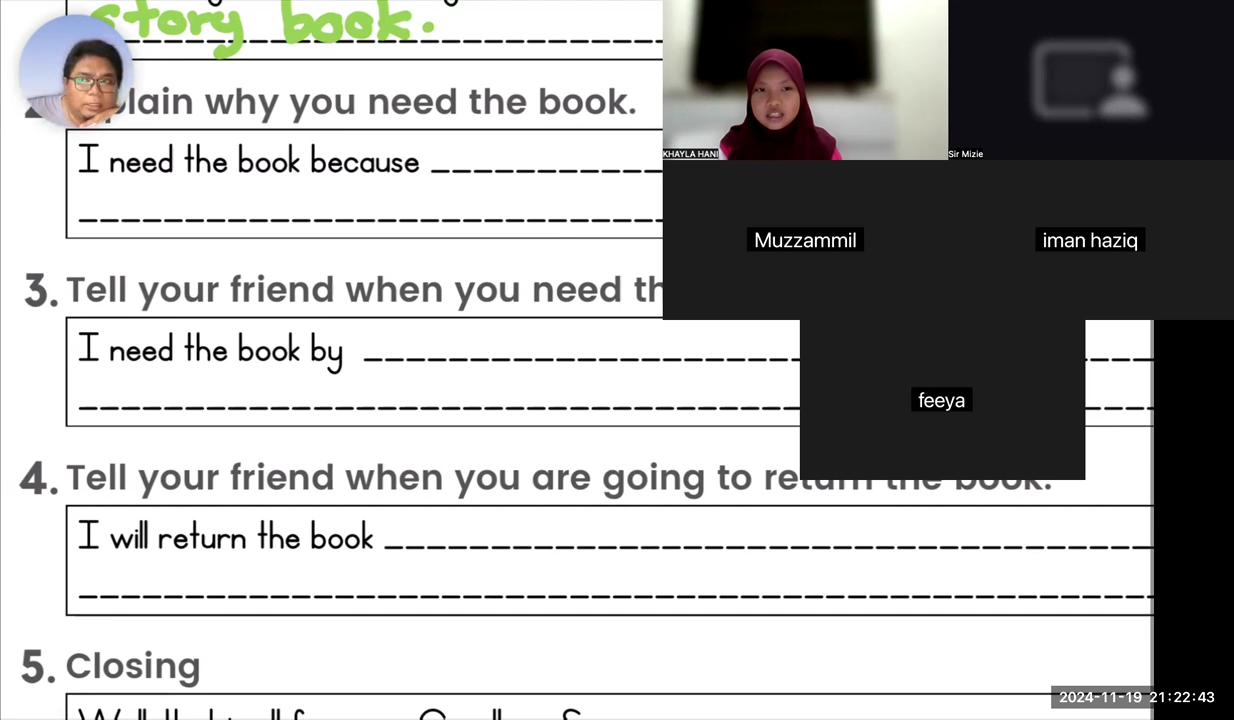 story book.
plain why you need the book.
I need the book because
3. Tell your friend when you need th
I need the book by
4. Tell your friend when you are going to return the book.
I will return the book
5. Closing
KHAYLA HANI
Sir Mizie
Muzzammil
iman haziq
feeya
2024-11-19 21:22:43